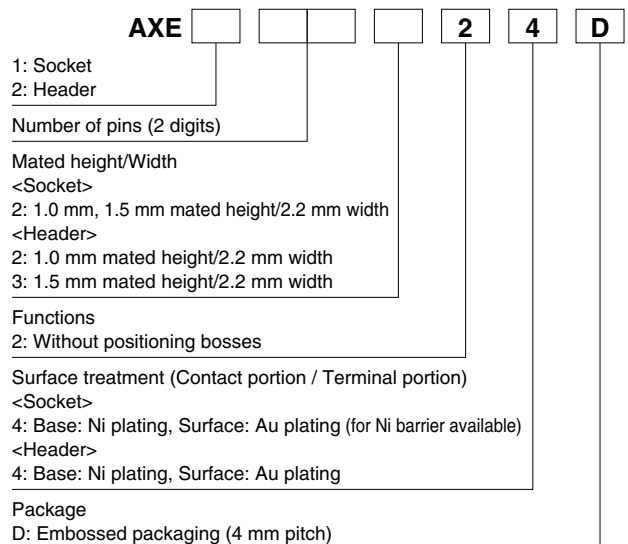 AXE 2 4 D
1: Socket
2: Header
Number of pins (2 digits)
Mated height/Width
<Socket>
2: 1.0 mm, 1.5 mm mated height/2.2 mm width
<Header>
2: 1.0 mm mated height/2.2 mm width
3: 1.5 mm mated height/2.2 mm width
Functions
2: Without positioning bosses
Surface treatment (Contact portion / Terminal portion)
<Socket>
4: Base: Ni plating, Surface: Au plating (for Ni barrier available)
<Header>
4: Base: Ni plating, Surface: Au plating
Package
D: Embossed packaging (4 mm pitch)